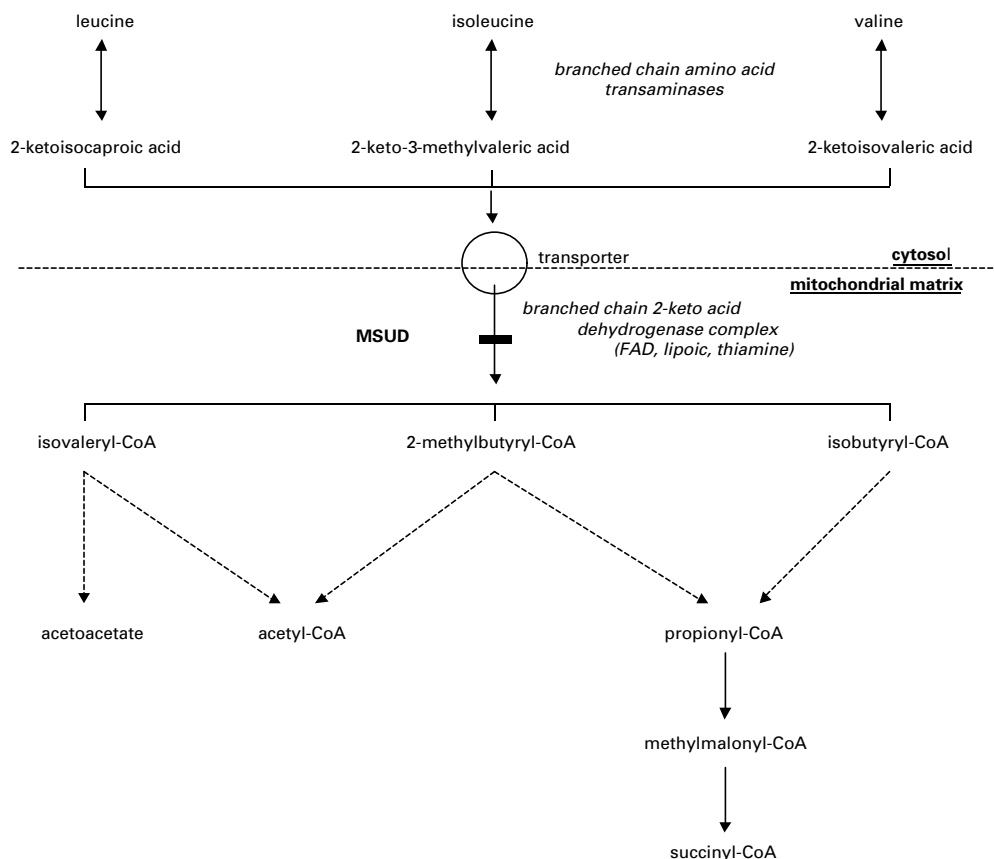 leucine
isoleucine
valine
branched chain amino acid
transaminases
2-ketoisocaproic acid
2-keto-3-methylvaleric acid
2-ketoisovaleric acid
transporter
cytosol
mitochondrial matrix
branched chain 2-keto acid
dehydrogenase complex
(FAD, lipoic, thiamine)
MSUD
isovaleryl-CoA
2-methylbutyryl-CoA
isobutyryl-CoA
acetoacetate
acetyl-CoA
propionyl-CoA
methylmalonyl-CoA
succinyl-CoA